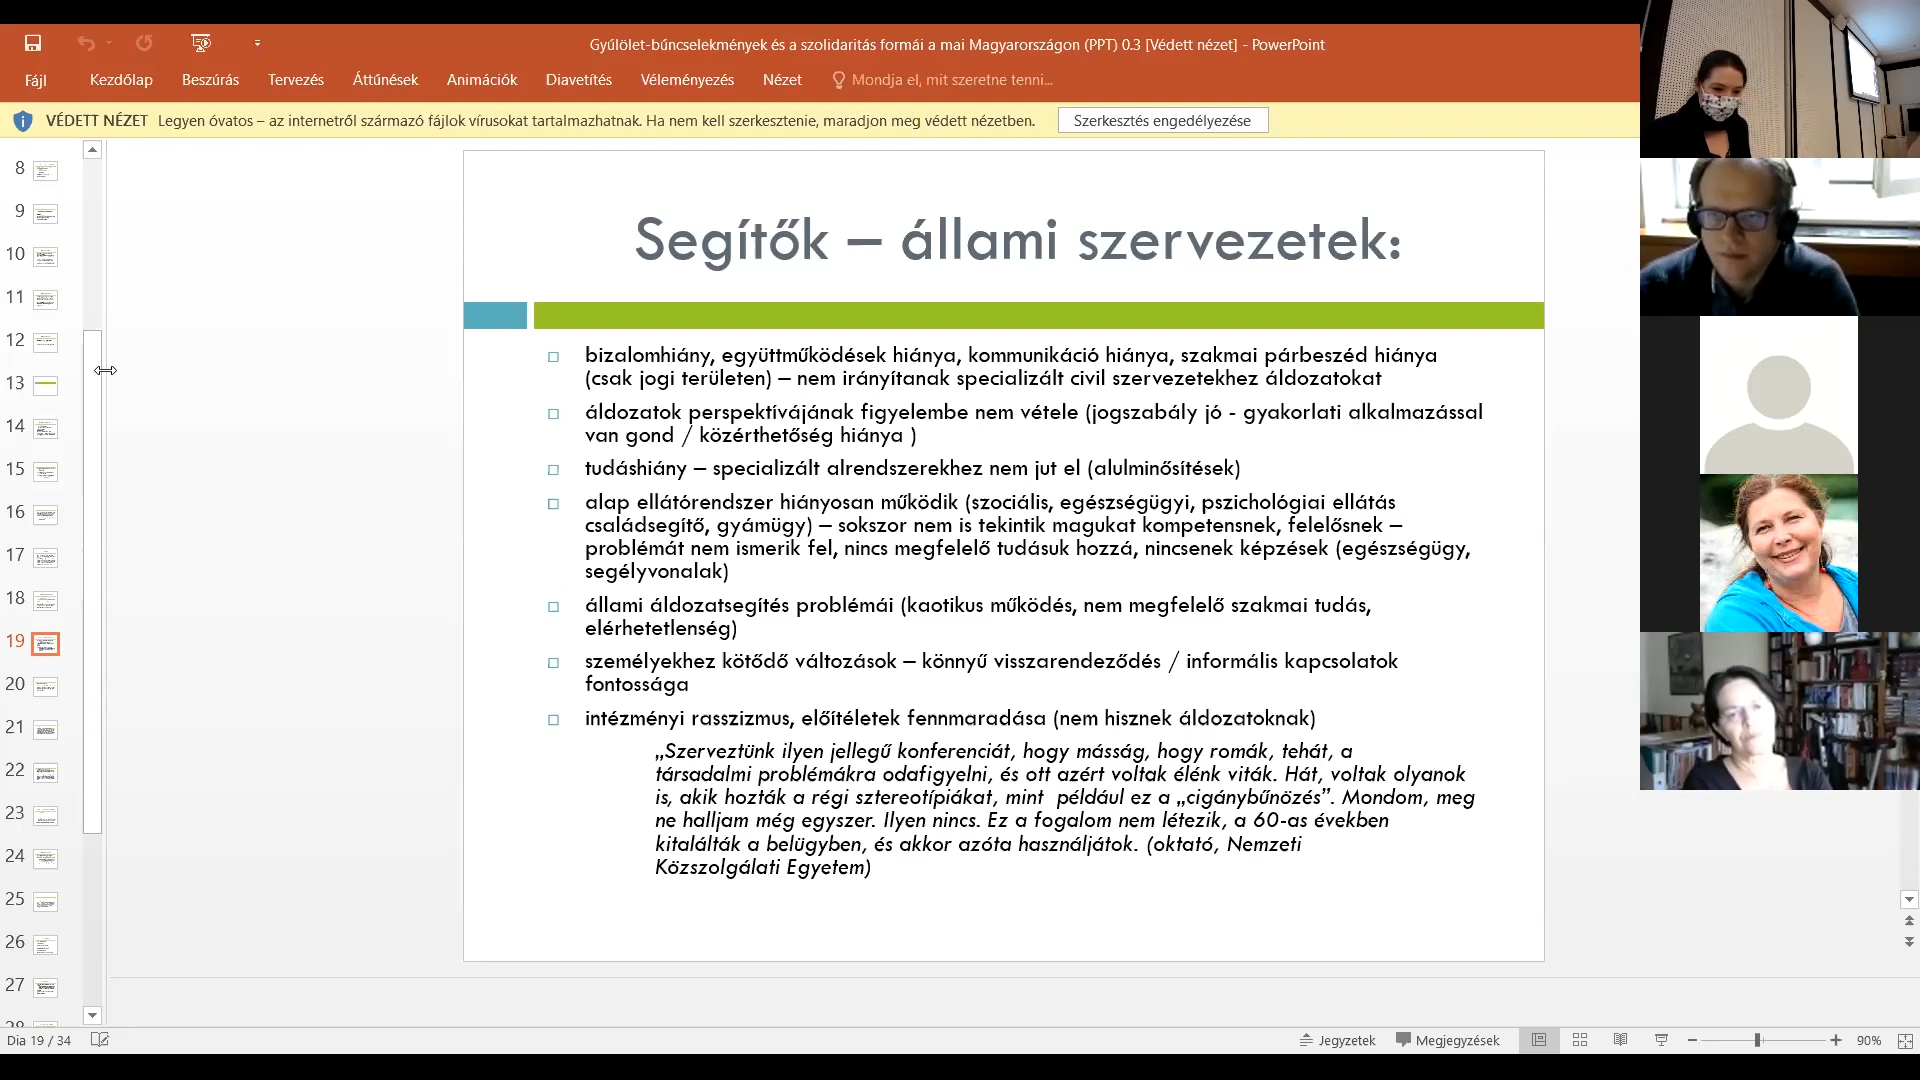 Gyűlölet-bűncselekmények és a szolidaritás formái a mai Magyarországon (PPT) 0.3 [Védett nézet] - PowerPoint
Fájl Kezdőlap Beszúrás Tervezés Áttűnések Animációk Diavetítés Véleményezés Nézet Mondja el, mit szeretne tenni...
VÉDETT NÉZET Legyen óvatos – az internetről származó fájlok vírusokat tartalmazhatnak. Ha nem kell szerkesztenie, maradjon meg védett nézetben. Szerkesztés engedélyezése
8
9
10
11
12
13
14
15
16
17
18
19
20
21
22
23
24
25
26
27
28
Segítők – állami szervezetek:
bizalomhiány, együttműködések hiánya, kommunikáció hiánya, szakmai párbeszéd hiánya
(csak jogi területen) – nem irányítanak specializált civil szervezetekhez áldozatokat
áldozatok perspektívájának figyelembe nem vétele (jogszabály jó - gyakorlati alkalmazással
van gond / közérthetőség hiánya )
tudáshiány – specializált alrendszerekhez nem jut el (alulminősítések)
alap ellátórendszer hiányosan működik (szociális, egészségügyi, pszichológiai ellátás
családsegítő, gyámügy) – sokszor nem is tekintik magukat kompetensnek, felelősnek –
problémát nem ismerik fel, nincs megfelelő tudásuk hozzá, nincsenek képzések (egészségügy,
segélyvonalak)
állami áldozatsegítés problémái (kaotikus működés, nem megfelelő szakmai tudás,
elérhetetlenség)
személyekhez kötődő változások – könnyű visszarendeződés / informális kapcsolatok
fontossága
intézményi rasszizmus, előítéletek fennmaradása (nem hisznek áldozatoknak)
„Szerveztünk ilyen jellegű konferenciát, hogy másság, hogy romák, tehát, a
társadalmi problémákra odafigyelni, és ott azért voltak élénk viták. Hát, voltak olyanok
is, akik hozták a régi sztereotípiákat, mint például ez a „cigánybűnözés”. Mondom, meg
ne halljam még egyszer. Ilyen nincs. Ez a fogalom nem létezik, a 60-as években
kitalálták a belügyben, és akkor azóta használjátok. (oktató, Nemzeti
Közszolgálati Egyetem)
Dia 19 / 34 Jegyzetek Megjegyzések 90%